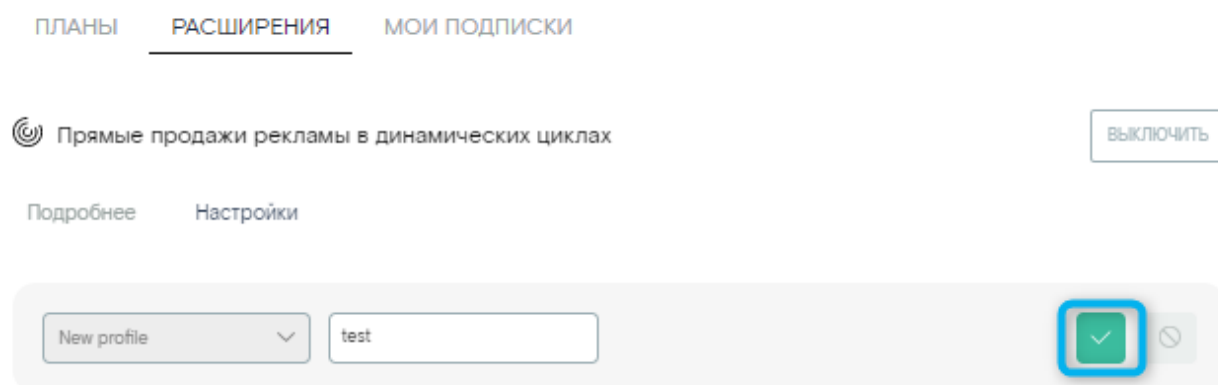 ПЛАНЫ РАСШИРЕНИЯ МОИ ПОДПИСКИ
Прямые продажи рекламы в динамических циклах ВЫКЛЮЧИТЬ
Подробнее Настройки
New profile test